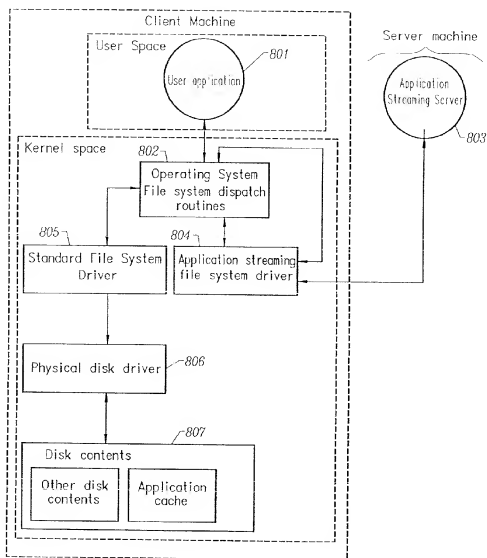 Client Machine
User Space
801
User application
Server machine
Application
Streaming Server
803
Kernel space
802
Operating System
File system dispatch
routines
805
Standard File System
Driver
804
Application streaming
file system driver
Physical disk driver
806
807
Disk contents
Other disk
contents
Application
cache